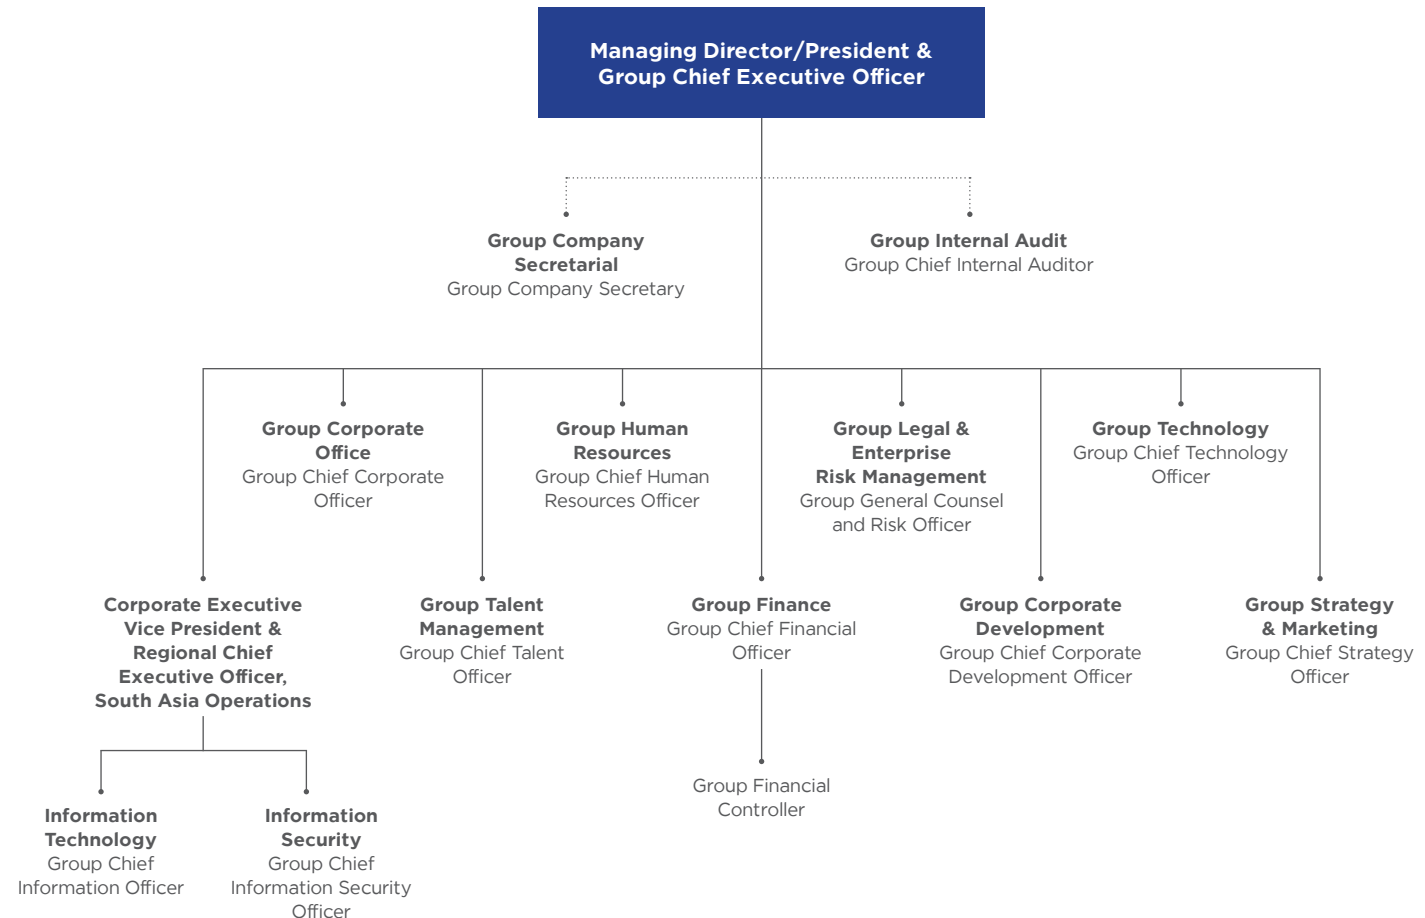 Managing Director/President &
Group Chief Executive Officer
Group Company
Secretarial
Group Company Secretary
Group Internal Audit
Group Chief Internal Auditor
Group Corporate
Office
Group Chief Corporate
Officer
Group Human
Resources
Group Chief Human
Resources Officer
Group Legal &
Enterprise
Risk Management
Group General Counsel
and Risk Officer
Group Technology
Group Chief Technology
Officer
Corporate Executive
Vice President &
Regional Chief
Executive Officer,
South Asia Operations
Group Talent
Management
Group Chief Talent
Officer
Group Finance
Group Chief Financial
Officer
Group Corporate
Development
Group Chief Corporate
Development Officer
Group Strategy
& Marketing
Group Chief Strategy
Officer
Information
Technology
Group Chief
Information Officer
Information
Security
Group Chief
Information Security
Officer
Group Financial
Controller